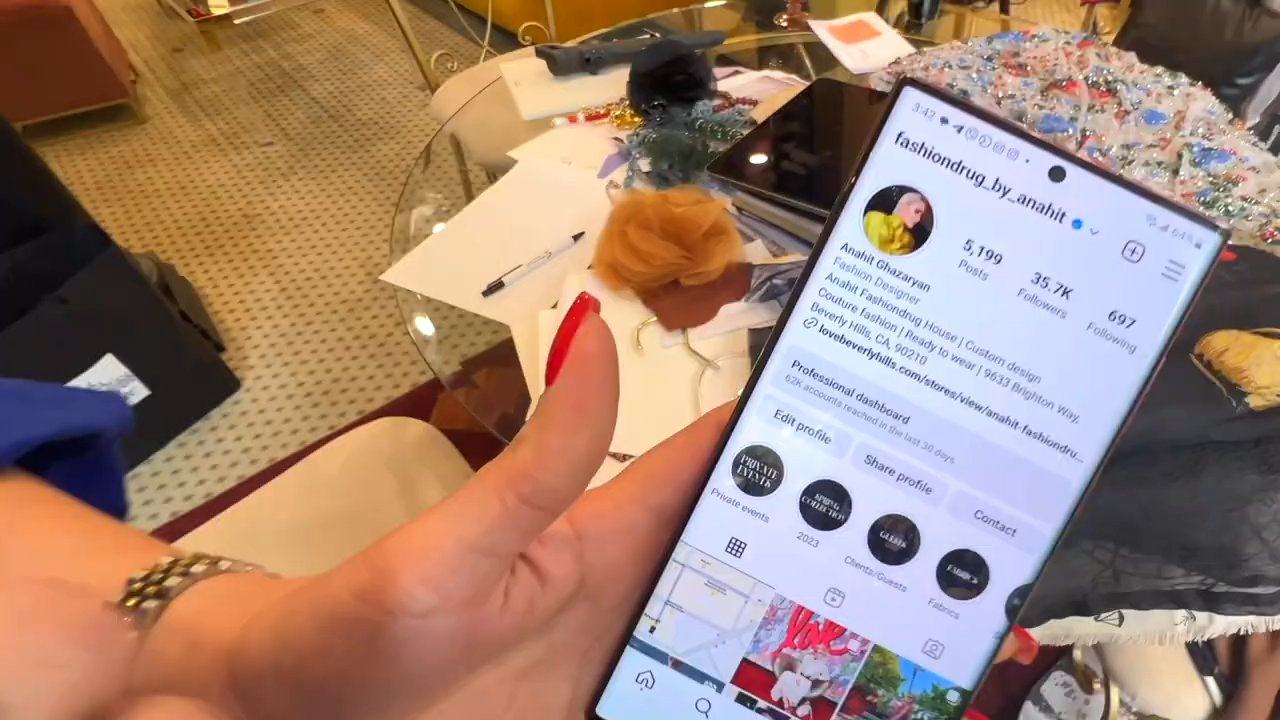 3:42
64%
fashiondrug_by_anahit
5,199
Posts
35.7K
Followers
697
Following
Anahit Ghazaryan
Fashion Designer
Anahit Fashiondrug House | Custom design
Couture fashion | Ready to wear | 9633 Brighton Way,
Beverly Hills, CA, 90210
lovebeverlyhills.com/stores/view/anahit-fashiondru...
Professional dashboard
62K accounts reached in the last 30 days
Edit profile
Share profile
Contact
PRIVATE
EVENTS
SPRING
COLLECTION
FABRICS
Private events
2023
Clients/Guests
Fabrics
love